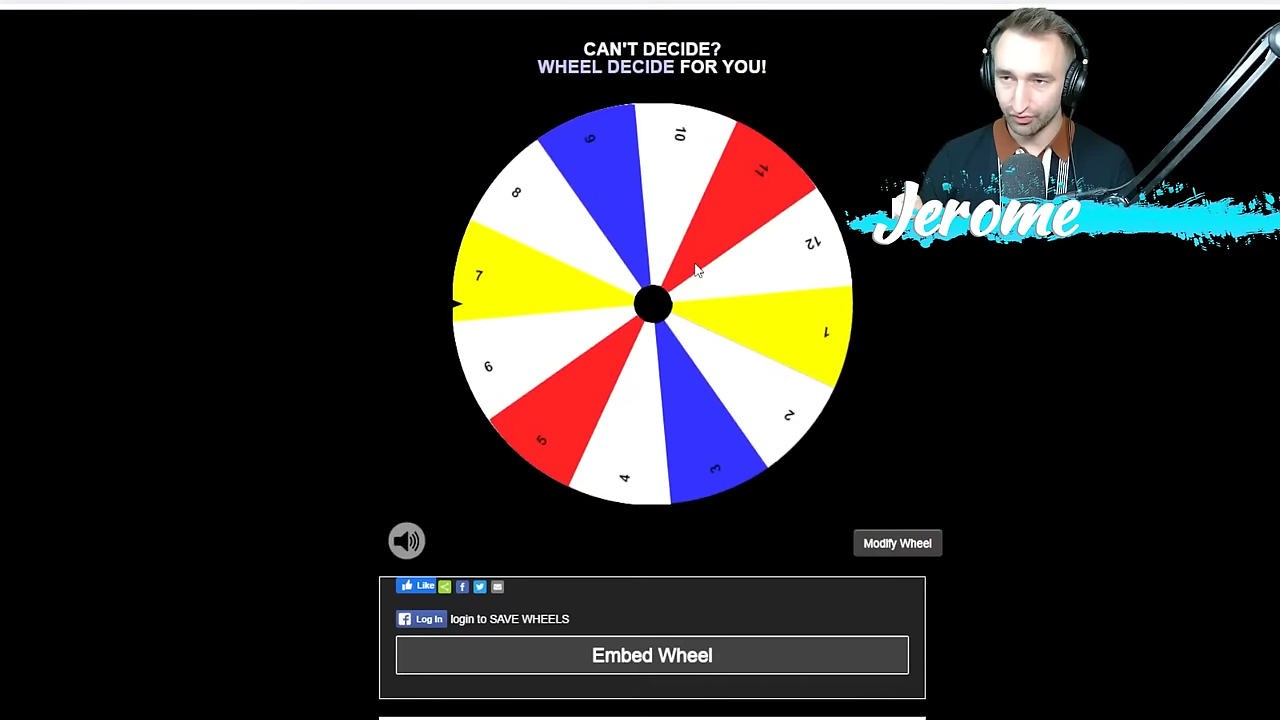 CAN'T DECIDE?
WHEEL DECIDE FOR YOU!
10
9
11
8
12
7
1
6
2
5
3
4
Jerome
Modify Wheel
Like
Log In login to SAVE WHEELS
Embed Wheel